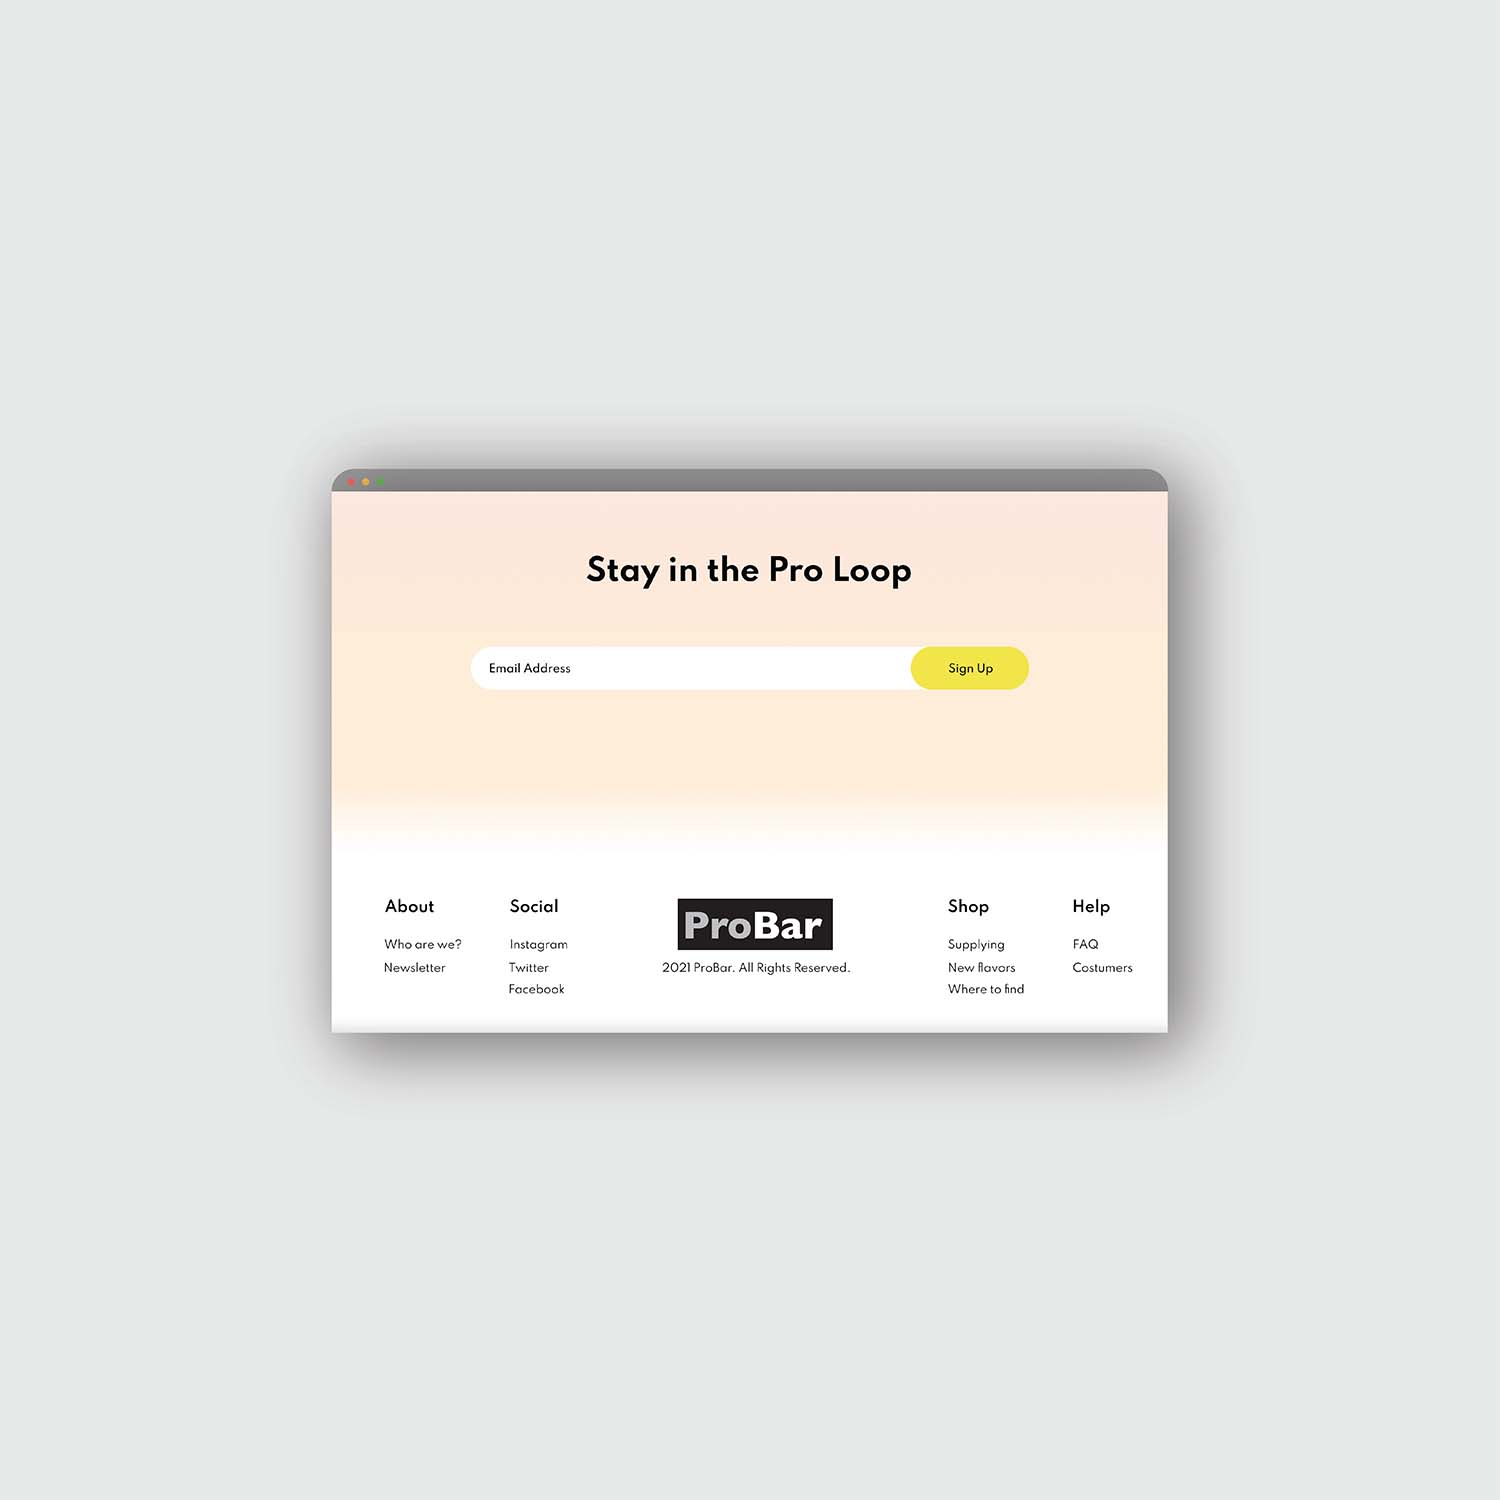 Stay in the Pro Loop
Email Address
Sign Up
About
Who are we?
Newsletter
Social
Instagram
Twitter
Facebook
ProBar
2021 ProBar. All Rights Reserved.
Shop
Supplying
New flavors
Where to find
Help
FAQ
Costumers